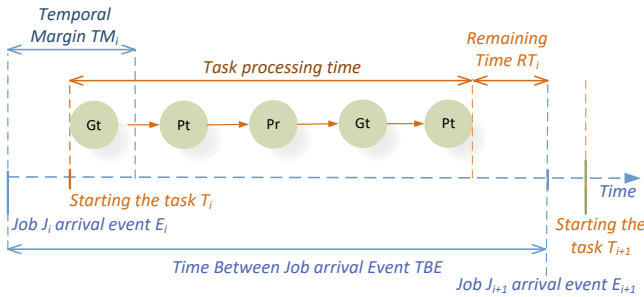 Temporal
Margin TMi
Remaining
Time RTi
Task processing time
Gt
Pt
Pr
Gt
Pt
Time
Starting the task Ti
Job Ji arrival event Ei
Starting the
task Ti+1
Time Between Job arrival Event TBE
Job Ji+1 arrival event Ei+1